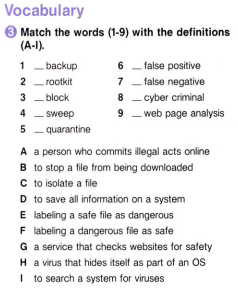 Vocabulary
3 Match the words (1-9) with the definitions
(A-I).
1 __ backup
2 __ rootkit
3 __ block
4 __ sweep
5 __ quarantine
6 __ false positive
7 __ false negative
8 __ cyber criminal
9 __ web page analysis
A a person who commits illegal acts online
B to stop a file from being downloaded
C to isolate a file
D to save all information on a system
E labeling a safe file as dangerous
F labeling a dangerous file as safe
G a service that checks websites for safety
H a virus that hides itself as part of an OS
I to search a system for viruses